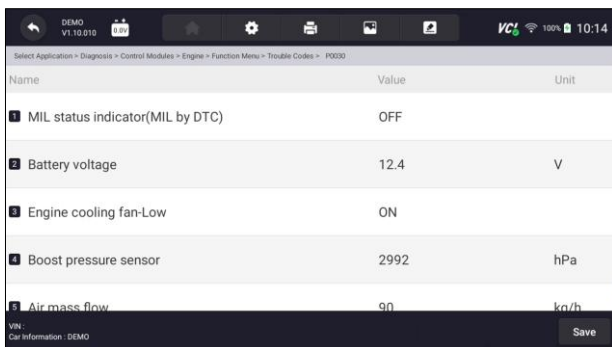 DEMO
V1.10.010
0.0V
VCI 100% 10:14
Select Application > Diagnosis > Control Modules > Engine > Function Menu > Trouble Codes > P0030
Name Value Unit
1 MIL status indicator(MIL by DTC) OFF
2 Battery voltage 12.4 V
3 Engine cooling fan-Low ON
4 Boost pressure sensor 2992 hPa
5 Air mass flow 90 kg/h
VIN :
Car Information : DEMO
Save